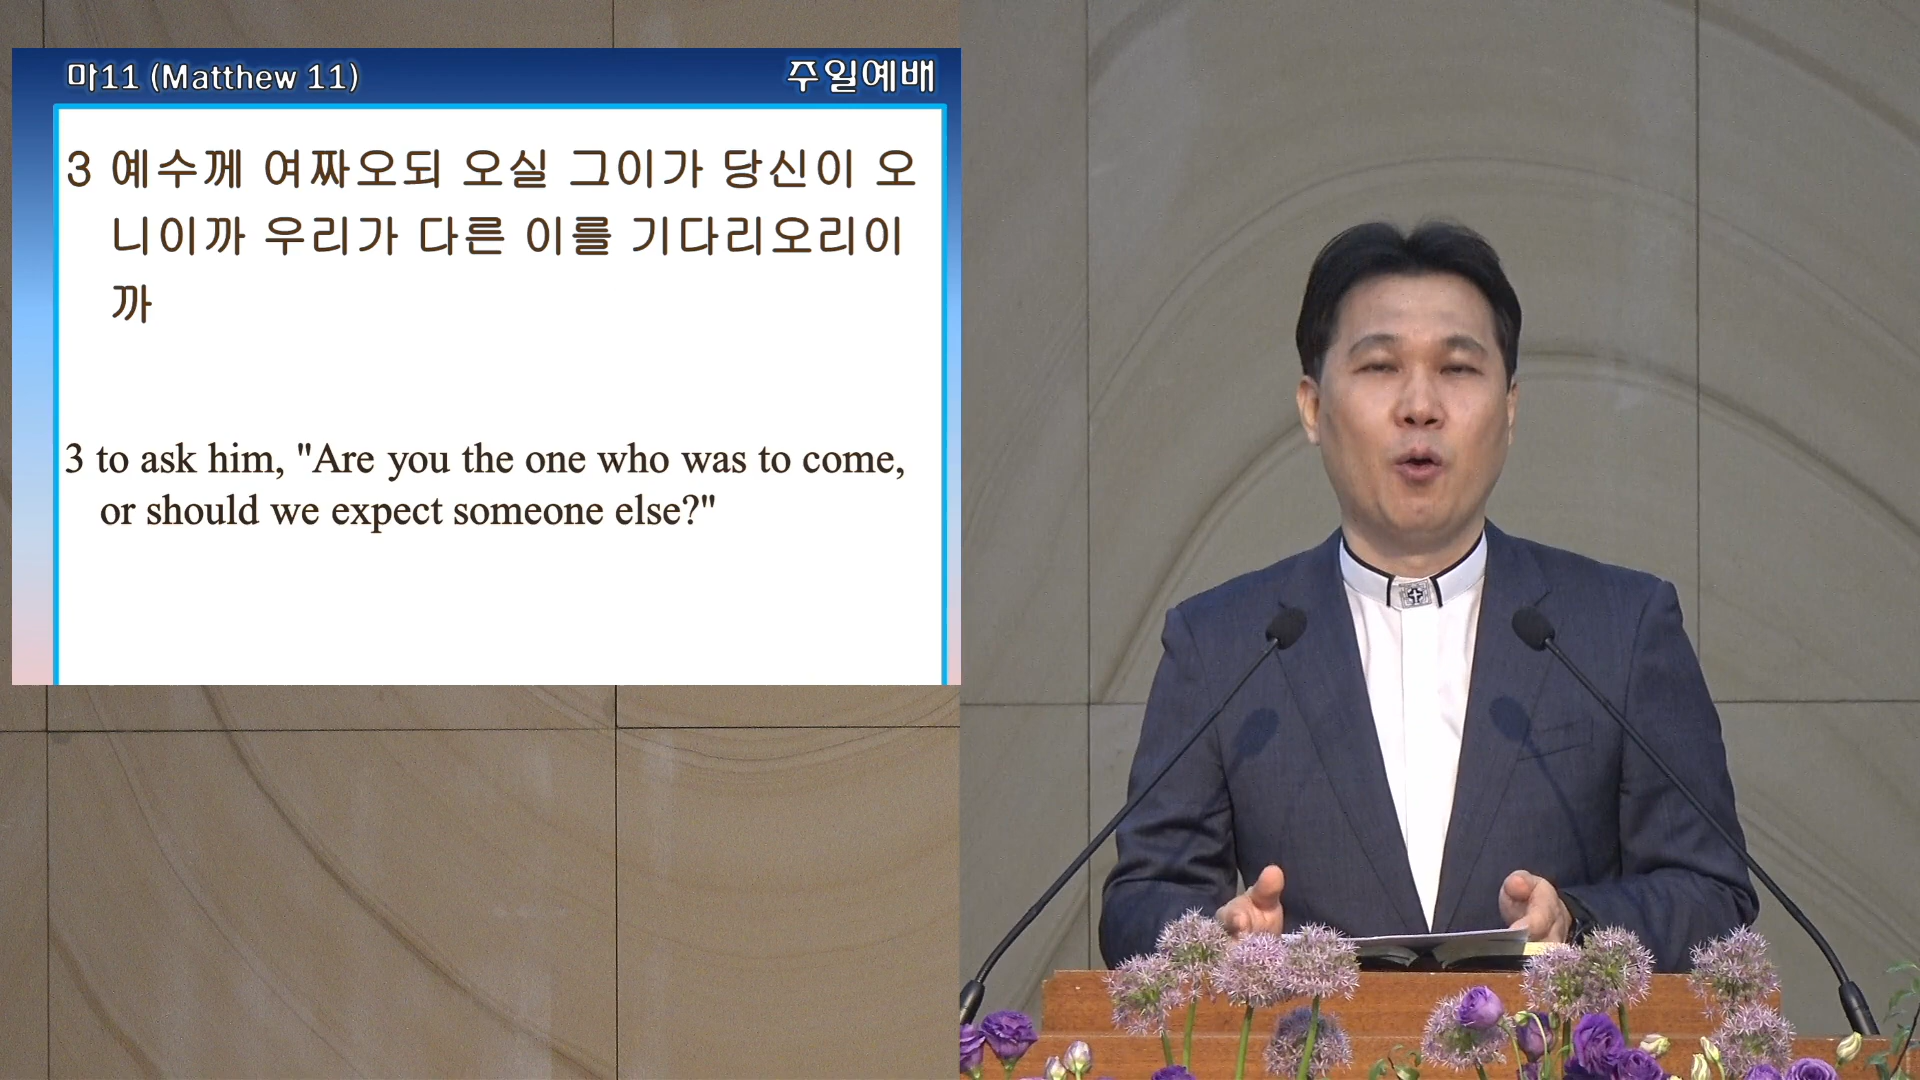 마11 (Matthew 11)
주일예배
3 예수께 여짜오되 오실 그이가 당신이 오
니이까 우리가 다른 이를 기다리오리이
까
3 to ask him, "Are you the one who was to come,
or should we expect someone else?"